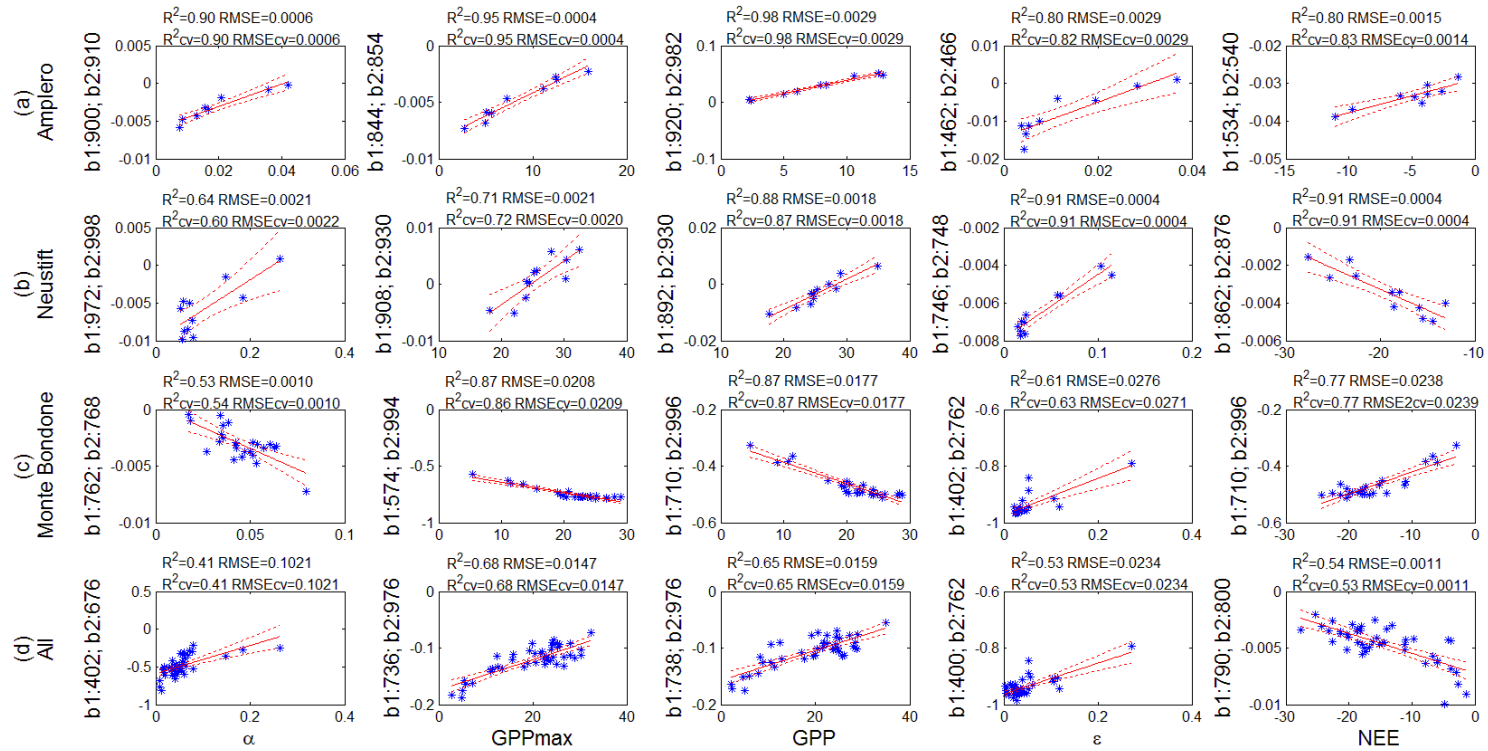 R²=0.90 RMSE=0.0006
R²cv=0.90 RMSEcv=0.0006
R²=0.95 RMSE=0.0004
R²cv=0.95 RMSEcv=0.0004
R²=0.98 RMSE=0.0029
R²cv=0.98 RMSEcv=0.0029
R²=0.80 RMSE=0.0029
R²cv=0.82 RMSEcv=0.0029
R²=0.80 RMSE=0.0015
R²cv=0.83 RMSEcv=0.0014
(a)
Amplero
b1:900; b2:910
0.005
0
-0.005
-0.01
0 0.02 0.04 0.06
b1:844; b2:854
0
-0.005
-0.01
0 10 20
b1:920; b2:982
0.1
0
-0.1
0 5 10 15
b1:462; b2:466
0.01
0
-0.01
-0.02
0 0.02 0.04
b1:534; b2:540
-0.02
-0.03
-0.04
-0.05
-15 -10 -5 0
R²=0.64 RMSE=0.0021
R²cv=0.60 RMSEcv=0.0022
R²=0.71 RMSE=0.0021
R²cv=0.72 RMSEcv=0.0020
R²=0.88 RMSE=0.0018
R²cv=0.87 RMSEcv=0.0018
R²=0.91 RMSE=0.0004
R²cv=0.91 RMSEcv=0.0004
R²=0.91 RMSE=0.0004
R²cv=0.91 RMSEcv=0.0004
(b)
Neustift
b1:972; b2:998
0.005
0
-0.005
-0.01
0 0.2 0.4
b1:908; b2:930
0.01
0
-0.01
10 20 30 40
b1:892; b2:930
0.02
0
-0.02
10 20 30 40
b1:746; b2:748
-0.002
-0.004
-0.006
-0.008
0 0.1 0.2
b1:862; b2:876
0
-0.002
-0.004
-0.006
-30 -20 -10
R²=0.53 RMSE=0.0010
R²cv=0.54 RMSEcv=0.0010
R²=0.87 RMSE=0.0208
R²cv=0.86 RMSEcv=0.0209
R²=0.87 RMSE=0.0177
R²cv=0.87 RMSEcv=0.0177
R²=0.61 RMSE=0.0276
R²cv=0.63 RMSEcv=0.0271
R²=0.77 RMSE=0.0238
R²cv=0.77 RMSE2cv=0.0239
(c)
Monte Bondone
b1:762; b2:768
0
-0.005
-0.01
0 0.05 0.1
b1:574; b2:994
0
-0.5
-1
0 10 20 30
b1:710; b2:996
-0.2
-0.4
-0.6
0 10 20 30
b1:402; b2:762
-0.6
-0.8
-1
0 0.2 0.4
b1:710; b2:996
-0.2
-0.4
-0.6
-30 -20 -10 0
R²=0.41 RMSE=0.1021
R²cv=0.41 RMSEcv=0.1021
R²=0.68 RMSE=0.0147
R²cv=0.68 RMSEcv=0.0147
R²=0.65 RMSE=0.0159
R²cv=0.65 RMSEcv=0.0159
R²=0.53 RMSE=0.0234
R²cv=0.53 RMSEcv=0.0234
R²=0.54 RMSE=0.0011
R²cv=0.53 RMSEcv=0.0011
(d)
All
b1:402; b2:676
0.5
0
-0.5
-1
0 0.2 0.4
b1:736; b2:976
0
-0.1
-0.2
0 20 40
b1:738; b2:976
0
-0.1
-0.2
0 20 40
b1:400; b2:762
-0.6
-0.8
-1
0 0.2 0.4
b1:790; b2:800
0
-0.005
-0.01
-30 -20 -10 0
α GPPmax GPP ε NEE